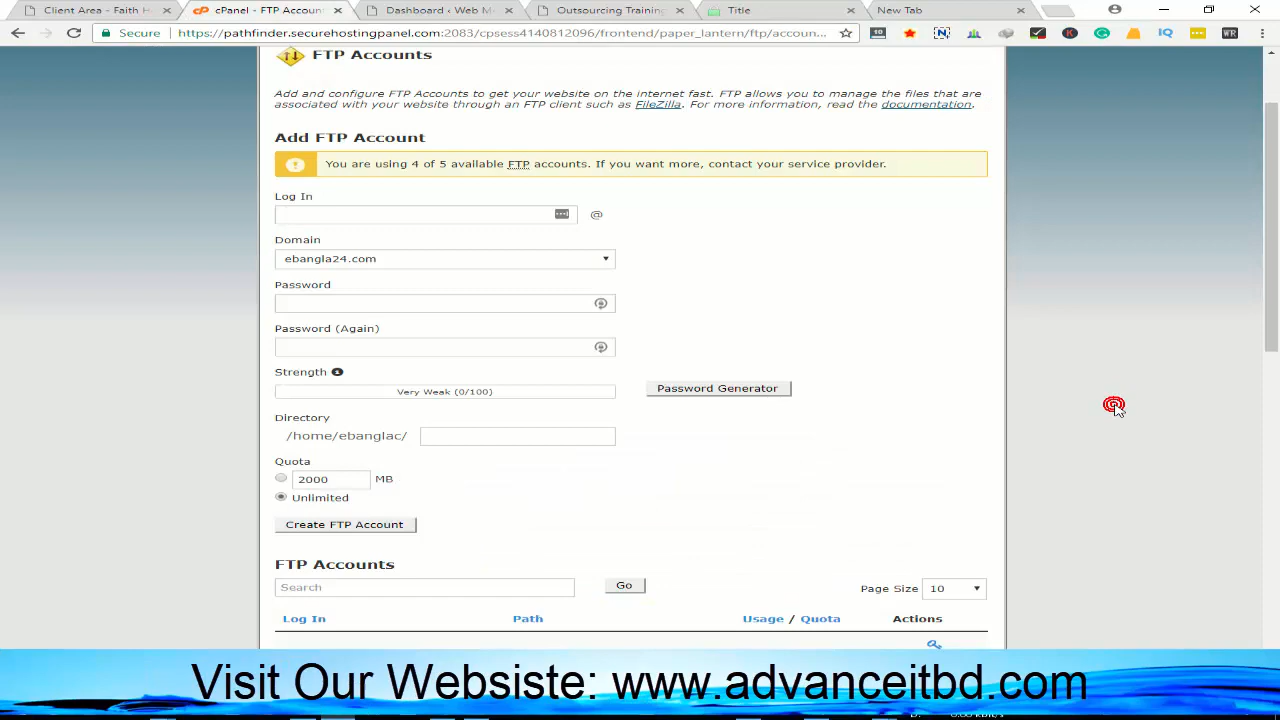 Client Area - Faith H
cPanel - FTP Accoun
Dashboard ‹ Web M
Outsourcing Training
Title
New Tab
Secure
https://pathfinder.securehostingpanel.com:2083/cpsess4140812096/frontend/paper_lantern/ftp/accoun...
FTP Accounts
Add and configure FTP Accounts to get your website on the internet fast. FTP allows you to manage the files that are
associated with your website through an FTP client such as FileZilla. For more information, read the documentation.
Add FTP Account
You are using 4 of 5 available FTP accounts. If you want more, contact your service provider.
Log In
@
Domain
ebangla24.com
Password
Password (Again)
Strength
Very Weak (0/100)
Password Generator
Directory
/home/ebanglac/
Quota
2000 MB
Unlimited
Create FTP Account
FTP Accounts
Search
Go
Page Size 10
Log In Path Usage / Quota Actions
Visit Our Websiste: www.advanceitbd.com